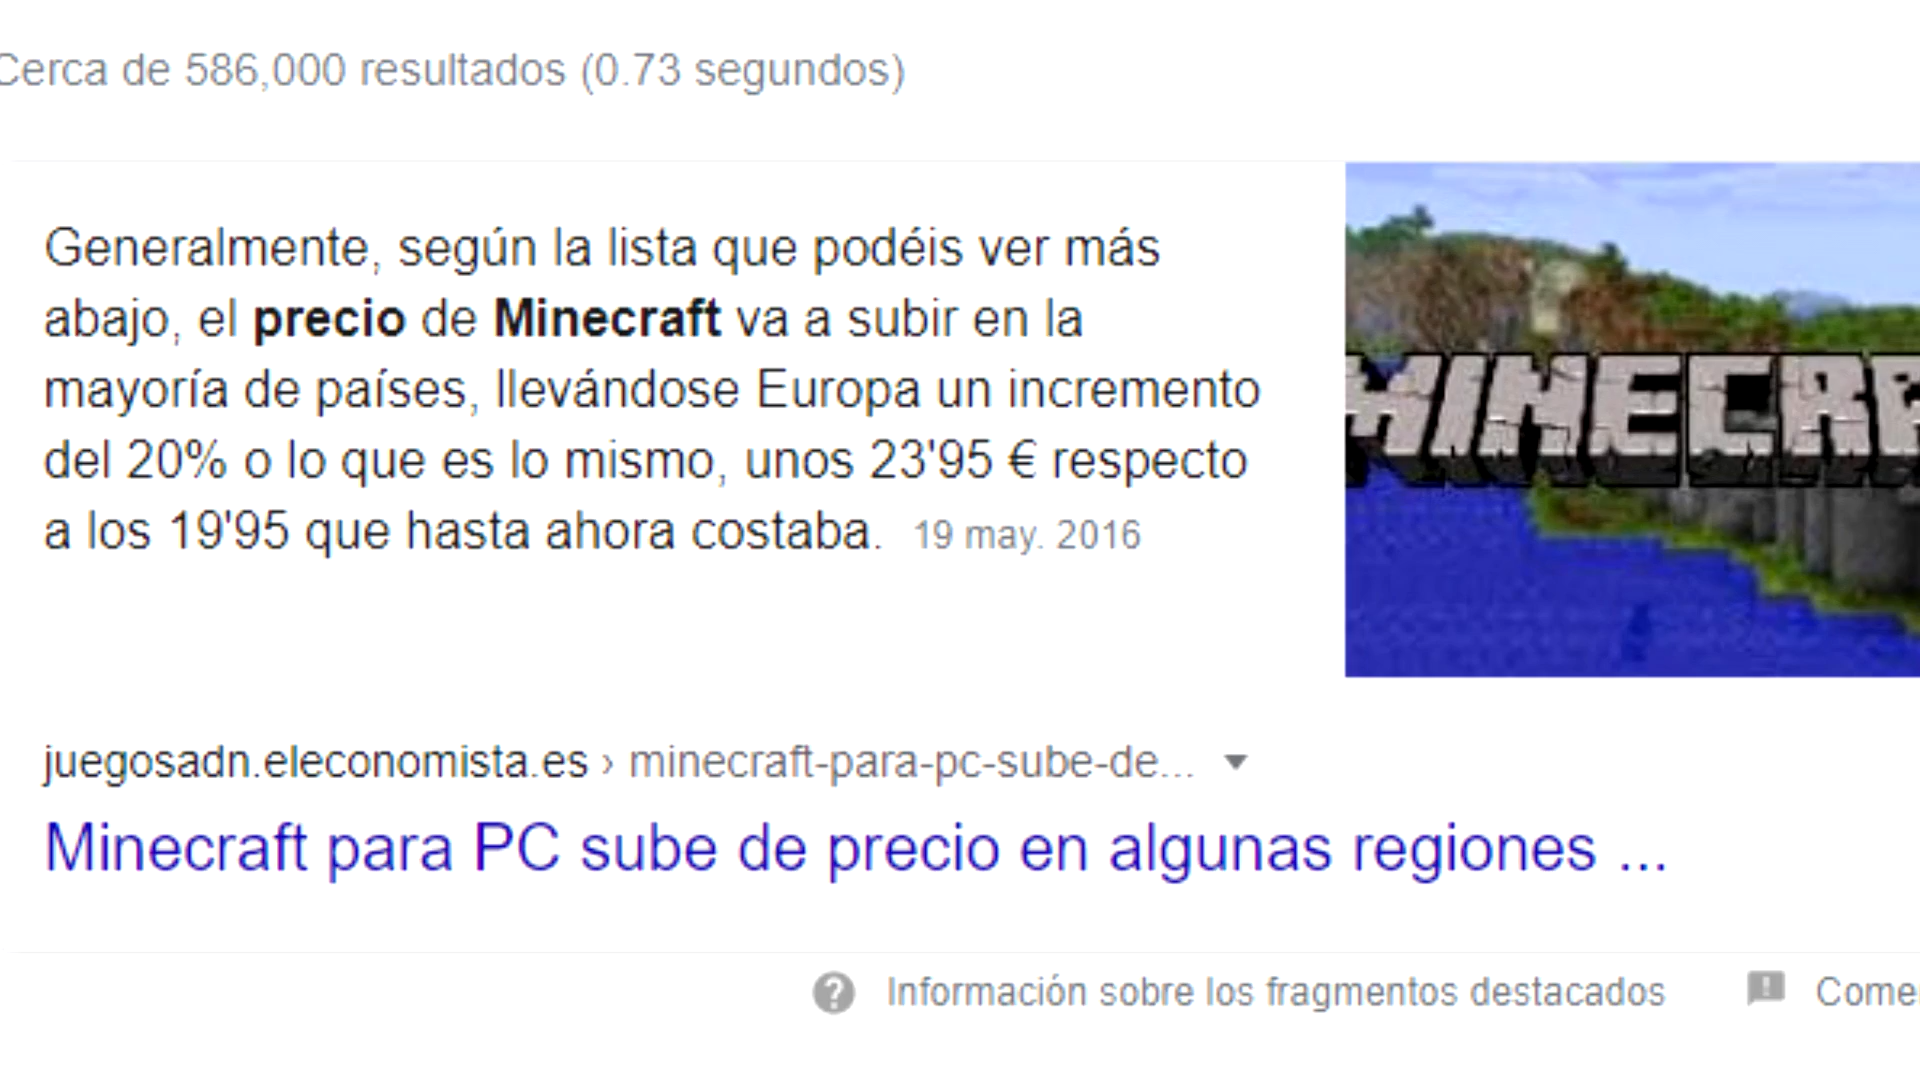 Cerca de 586,000 resultados (0.73 segundos)
Generalmente, según la lista que podéis ver más
abajo, el precio de Minecraft va a subir en la
mayoría de países, llevándose Europa un incremento
del 20% o lo que es lo mismo, unos 23'95 € respecto
a los 19'95 que hasta ahora costaba. 19 may. 2016
MINECRA
juegosadn.eleconomista.es › minecraft-para-pc-sube-de...
Minecraft para PC sube de precio en algunas regiones ...
Información sobre los fragmentos destacados
Come